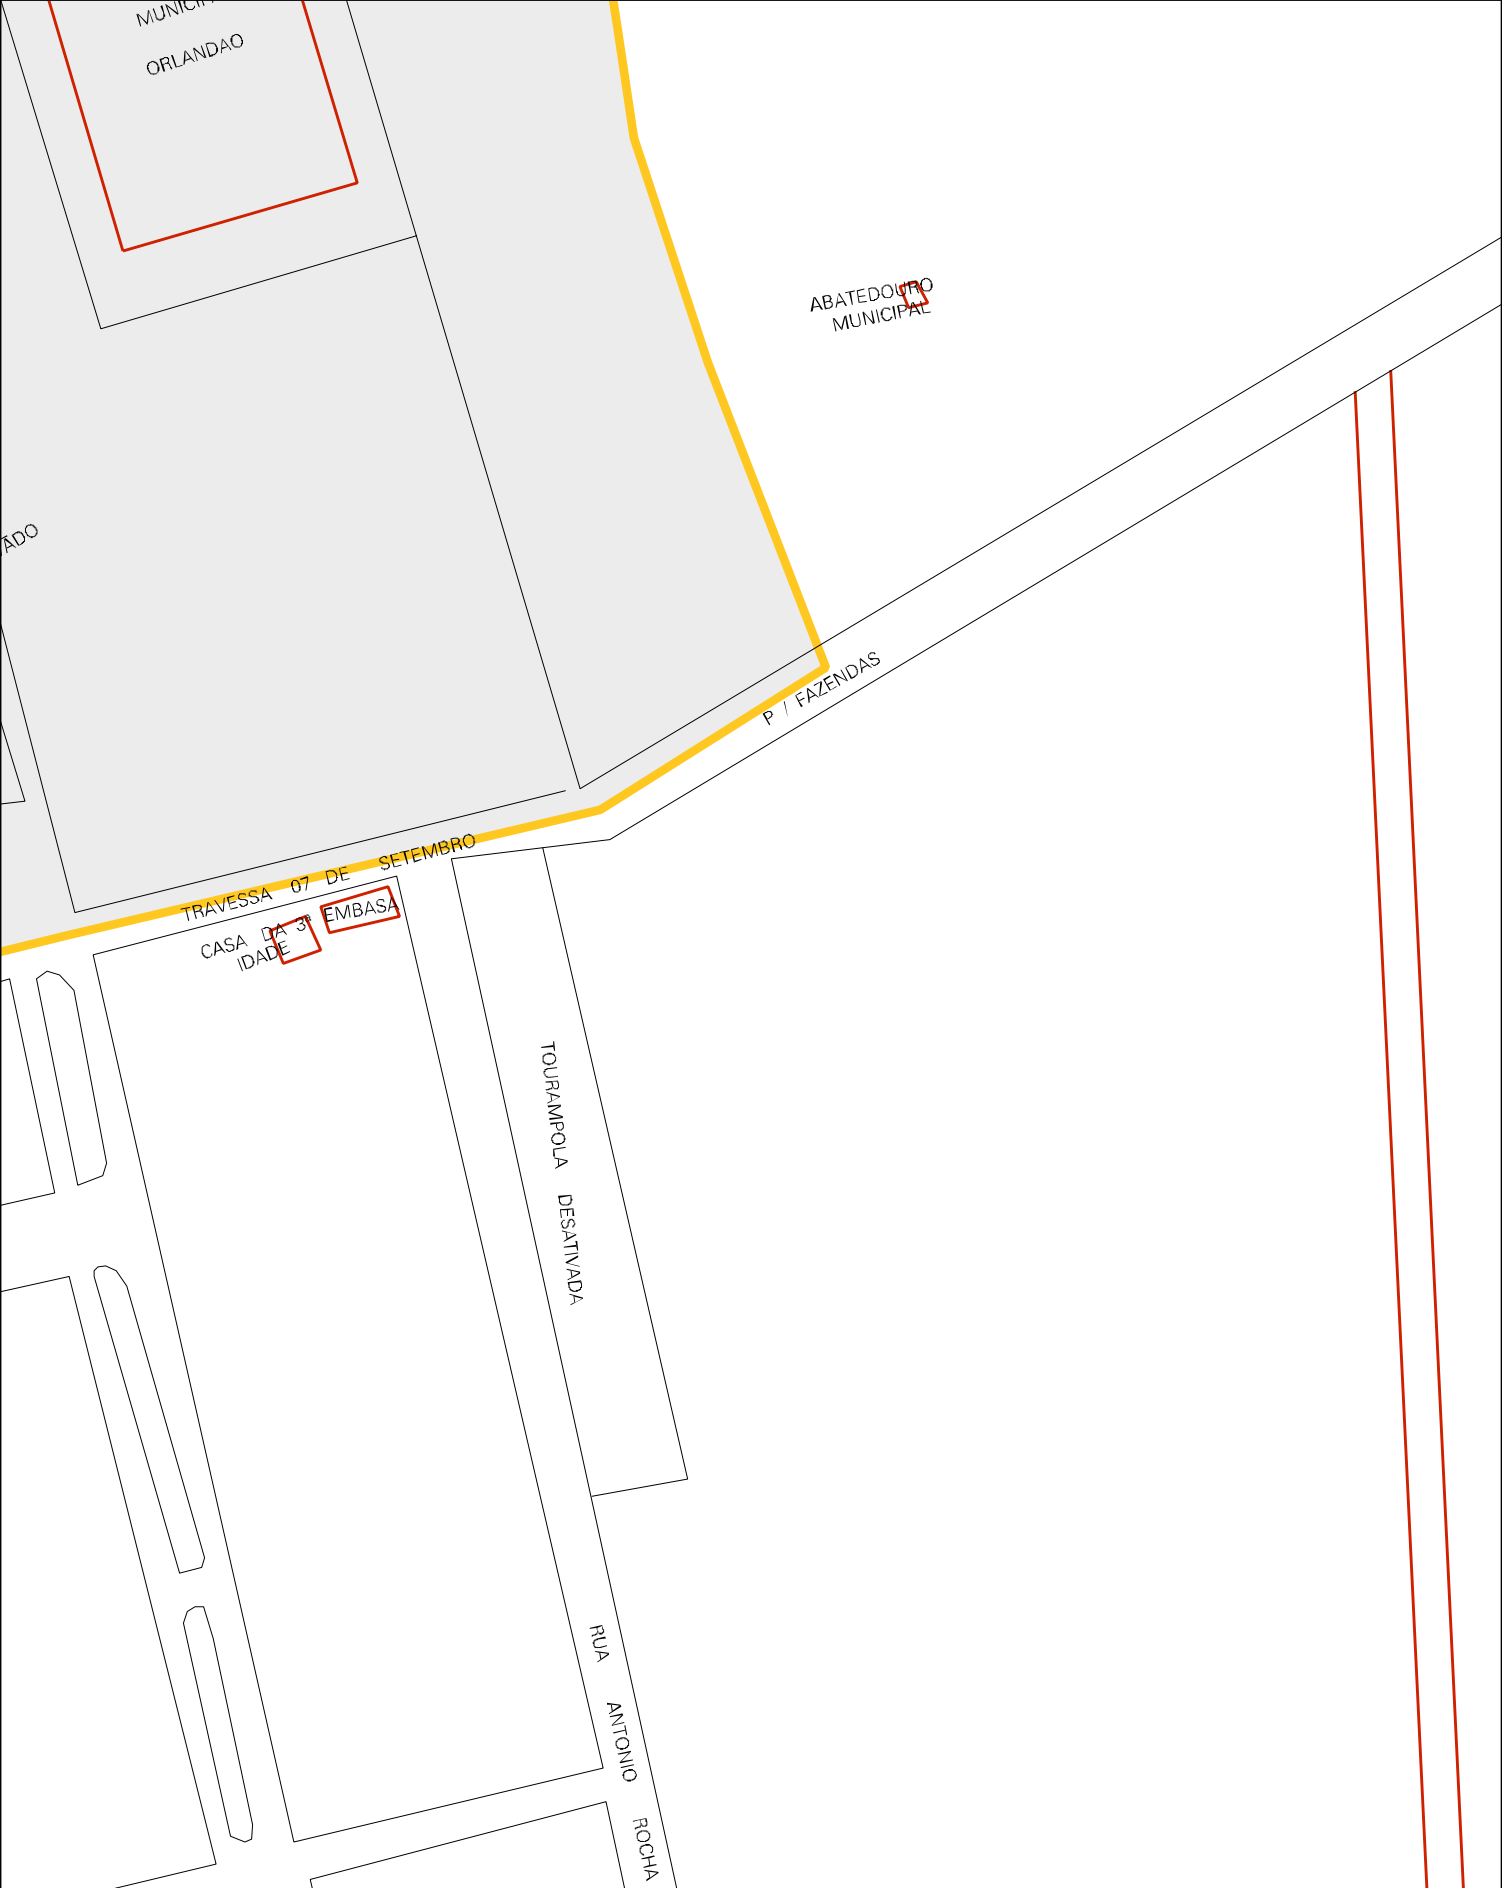 ORLANDAO
ABATEDOURO
MUNICIPAL
P / FAZENDAS
TRAVESSA 07 DE SETEMBRO
EMBASA
CASA DA 3ª
IDADE
TOURAMPOLA DESATIVADA
RUA ANTONIO ROCHA